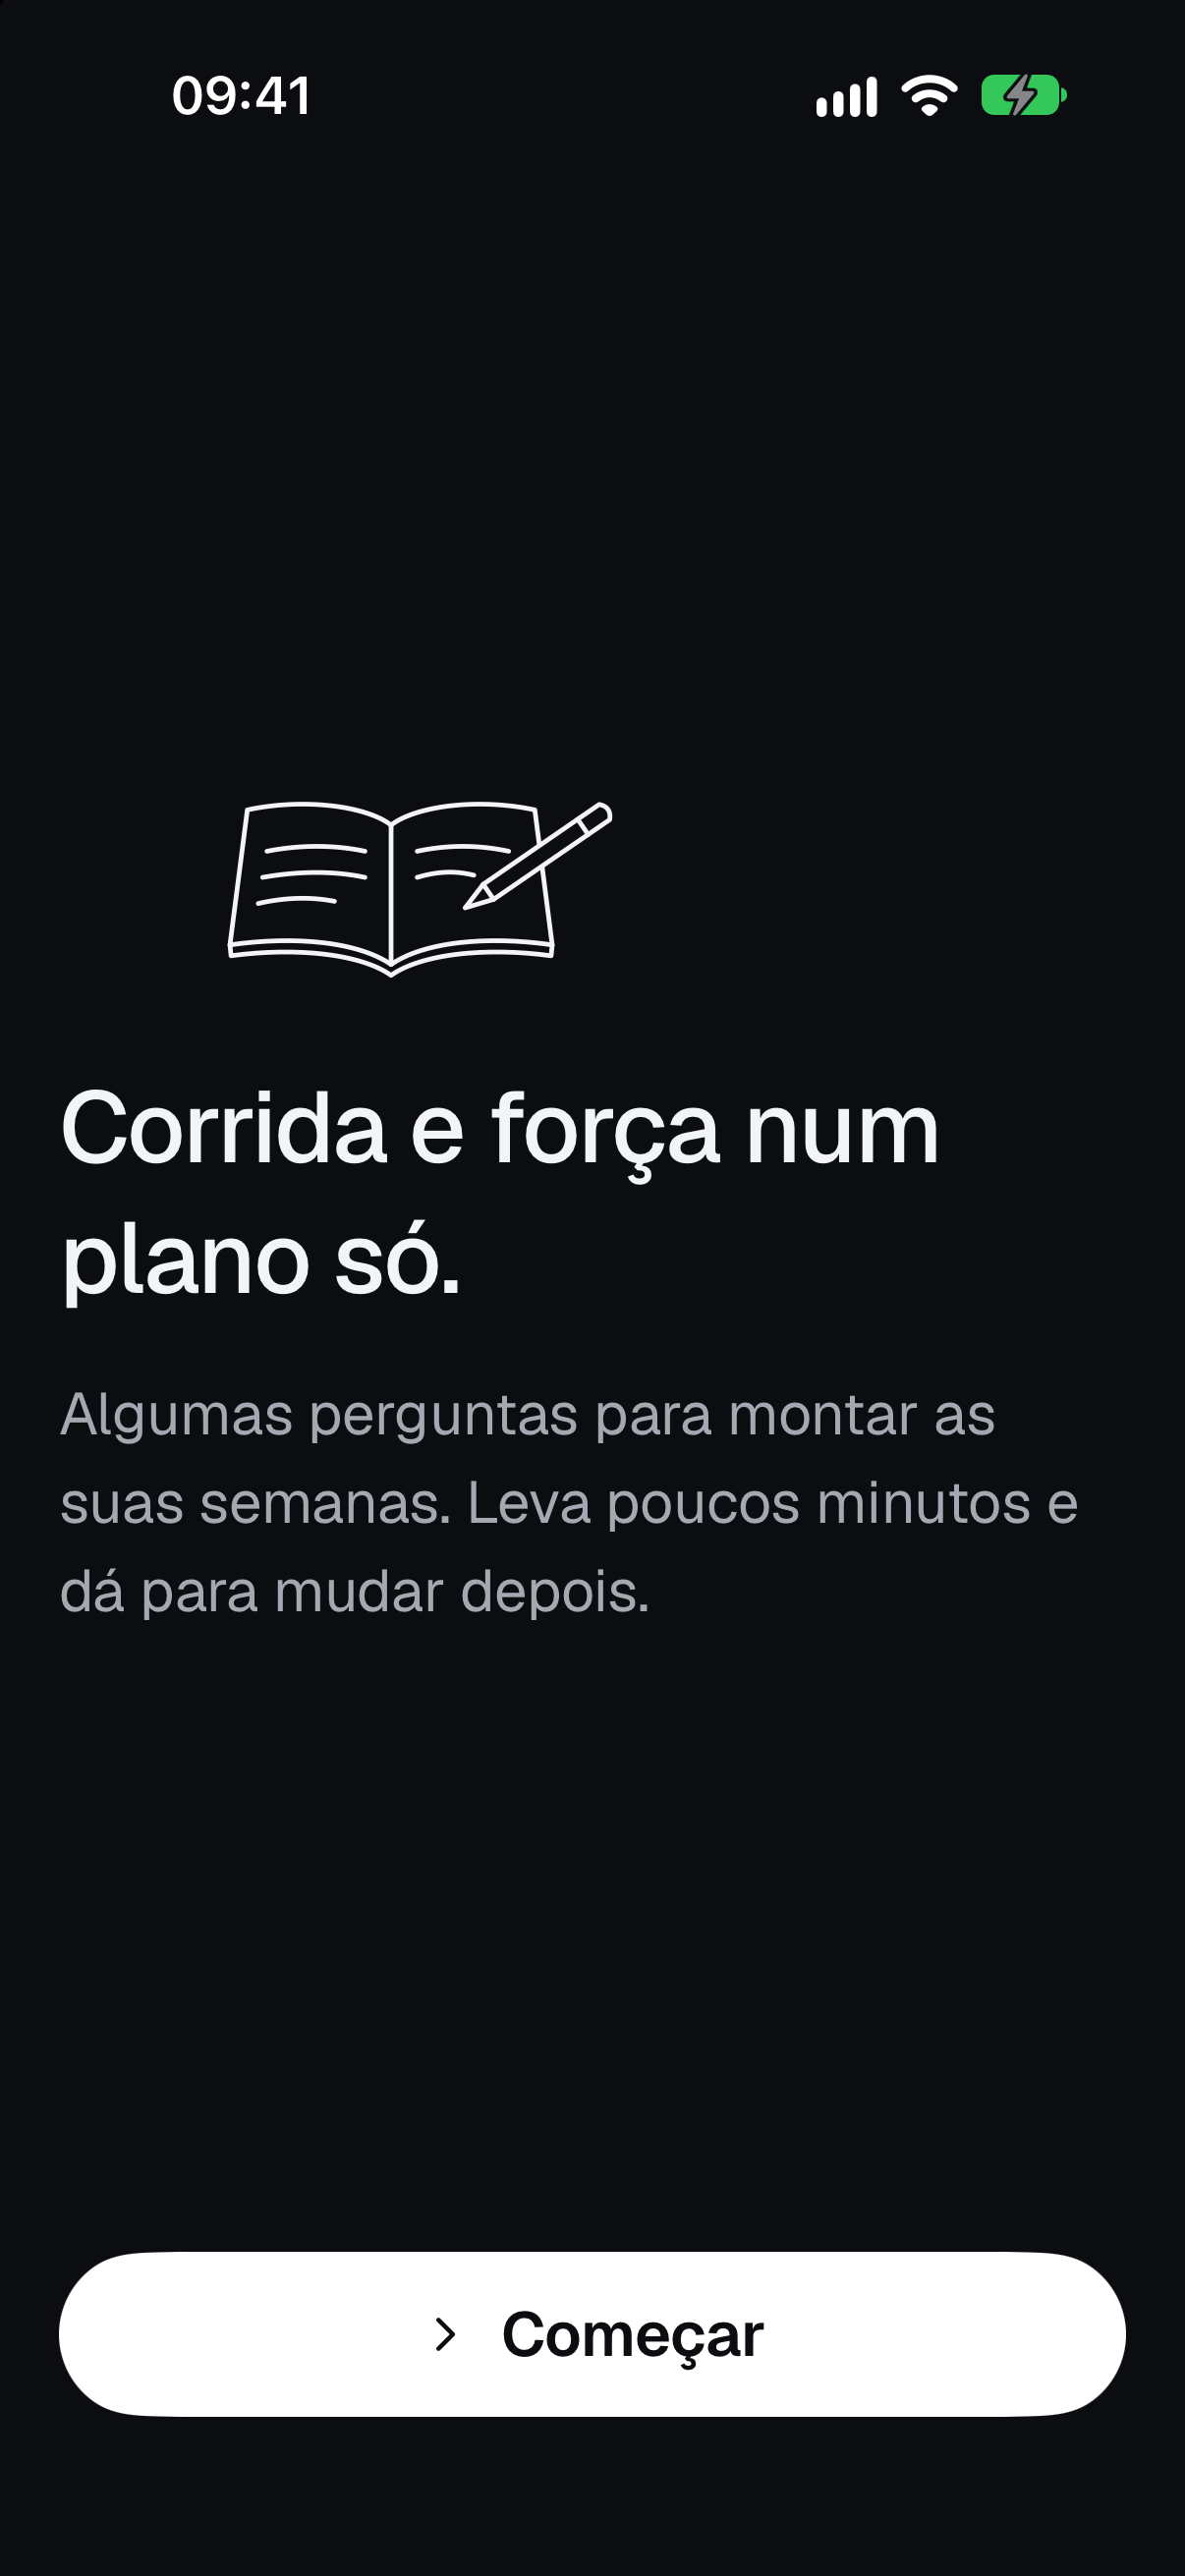 09:41
Corrida e força num
plano só.
Algumas perguntas para montar as
suas semanas. Leva poucos minutos e
dá para mudar depois.
Começar